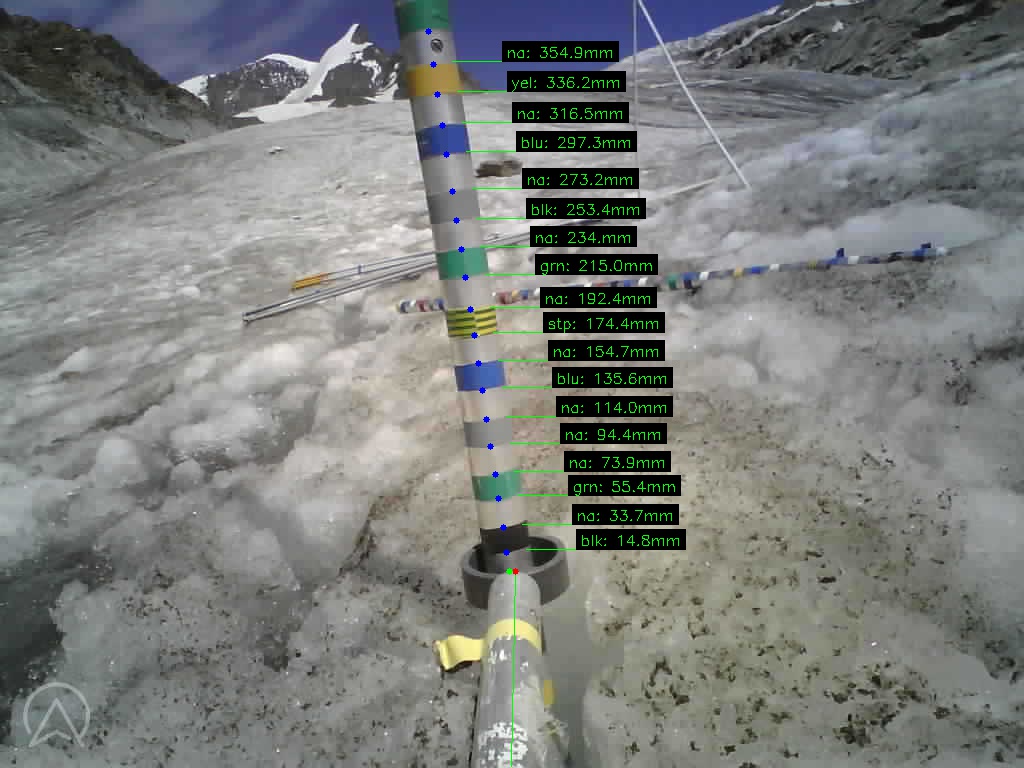 na: 354.9mm
yel: 336.2mm
na: 316.5mm
blu: 297.3mm
na: 273.2mm
blk: 253.4mm
na: 234.mm
grn: 215.0mm
na: 192.4mm
stp: 174.4mm
na: 154.7mm
blu: 135.6mm
na: 114.0mm
na: 94.4mm
na: 73.9mm
grn: 55.4mm
na: 33.7mm
blk: 14.8mm